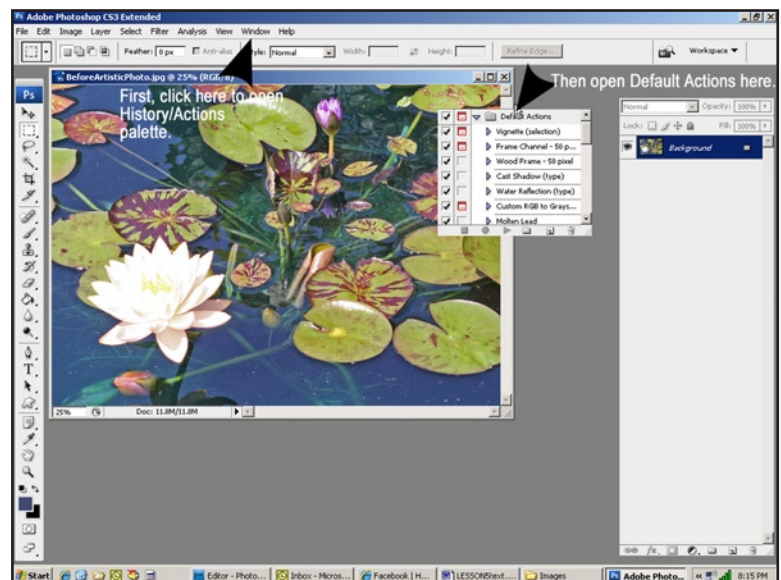 Adobe Photoshop CS3 Extended
File Edit Image Layer Select Filter Analysis View Window Help
Feather: 0 px Anti-alias Style: Normal Width: Height: Refine Edge... Workspace
BeforeArtisticPhoto.jpg @ 25% (RGB/8)
First, click here to open
History/Actions
palette.
Then open Default Actions here.
Ps
Default Actions
Vignette (selection)
Frame Channel - 50 p...
Wood Frame - 50 pixel
Cast Shadow (type)
Water Reflection (type)
Custom RGB to Grays...
Molten Lead
Normal Opacity: 100%
Lock: Fill: 100%
Background
25% Doc: 11.8M/11.8M
Start Editor - Photo... Inbox - Micros... Facebook | H... LESSONStext.... Images Adobe Photo... 8:15 PM